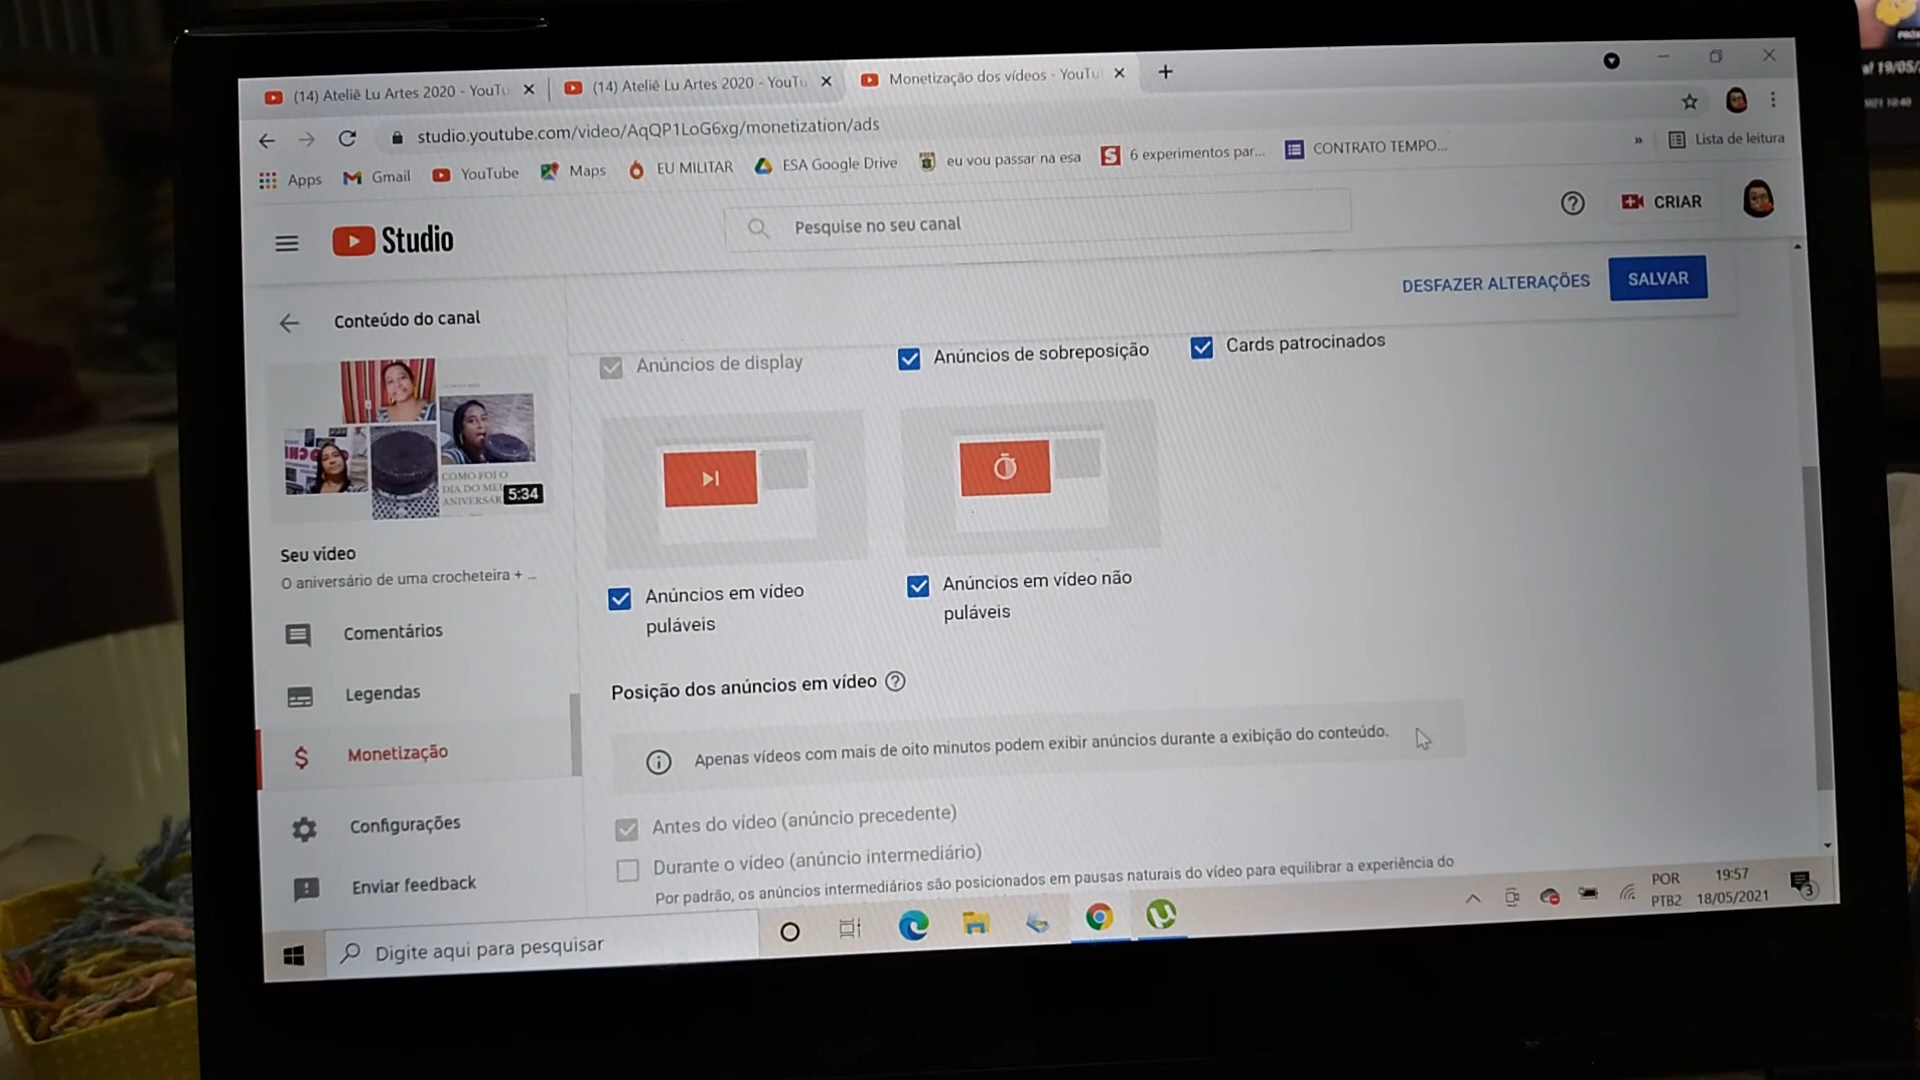 (14) Ateliê Lu Artes 2020 - YouTu
(14) Ateliê Lu Artes 2020 - YouTu
Monetização dos vídeos - YouTu
studio.youtube.com/video/AqQP1LoG6xg/monetization/ads
Apps
Gmail
YouTube
Maps
EU MILITAR
ESA Google Drive
eu vou passar na esa
6 experimentos par...
CONTRATO TEMPO...
»
Lista de leitura
Studio
Pesquise no seu canal
CRIAR
DESFAZER ALTERAÇÕES
SALVAR
Conteúdo do canal
COMO FOI O
DIA DO MEU
ANIVERSÁR
5:34
Seu vídeo
O aniversário de uma crocheteira + ...
Comentários
Legendas
Monetização
Configurações
Enviar feedback
Anúncios de display
Anúncios de sobreposição
Cards patrocinados
Anúncios em vídeo
puláveis
Anúncios em vídeo não
puláveis
Posição dos anúncios em vídeo
Apenas vídeos com mais de oito minutos podem exibir anúncios durante a exibição do conteúdo.
Antes do vídeo (anúncio precedente)
Durante o vídeo (anúncio intermediário)
Por padrão, os anúncios intermediários são posicionados em pausas naturais do vídeo para equilibrar a experiência do
Digite aqui para pesquisar
POR
PTB2
19:57
18/05/2021
3